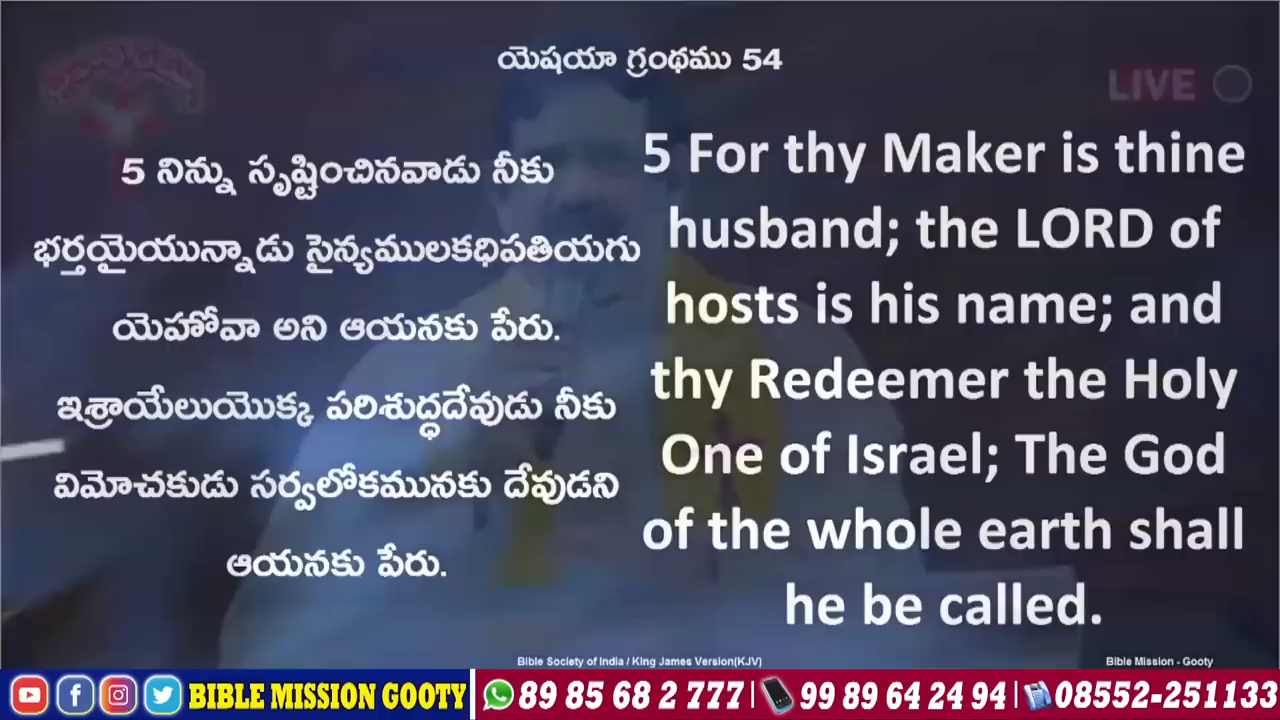 యెషయా గ్రంథము 54
LIVE
5 నిన్ను సృష్టించినవాడు నీకు
భర్తయైయున్నాడు సైన్యములకధిపతియగు
యెహోవా అని ఆయనకు పేరు.
ఇశ్రాయేలుయొక్క పరిశుద్ధదేవుడు నీకు
విమోచకుడు సర్వలోకమునకు దేవుడని
ఆయనకు పేరు.
5 For thy Maker is thine
husband; the LORD of
hosts is his name; and
thy Redeemer the Holy
One of Israel; The God
of the whole earth shall
he be called.
Bible Society of India / King James Version(KJV)
Bible Mission - Gooty
BIBLE MISSION GOOTY
89 85 68 2 777 | 99 89 64 24 94 | 08552-251133